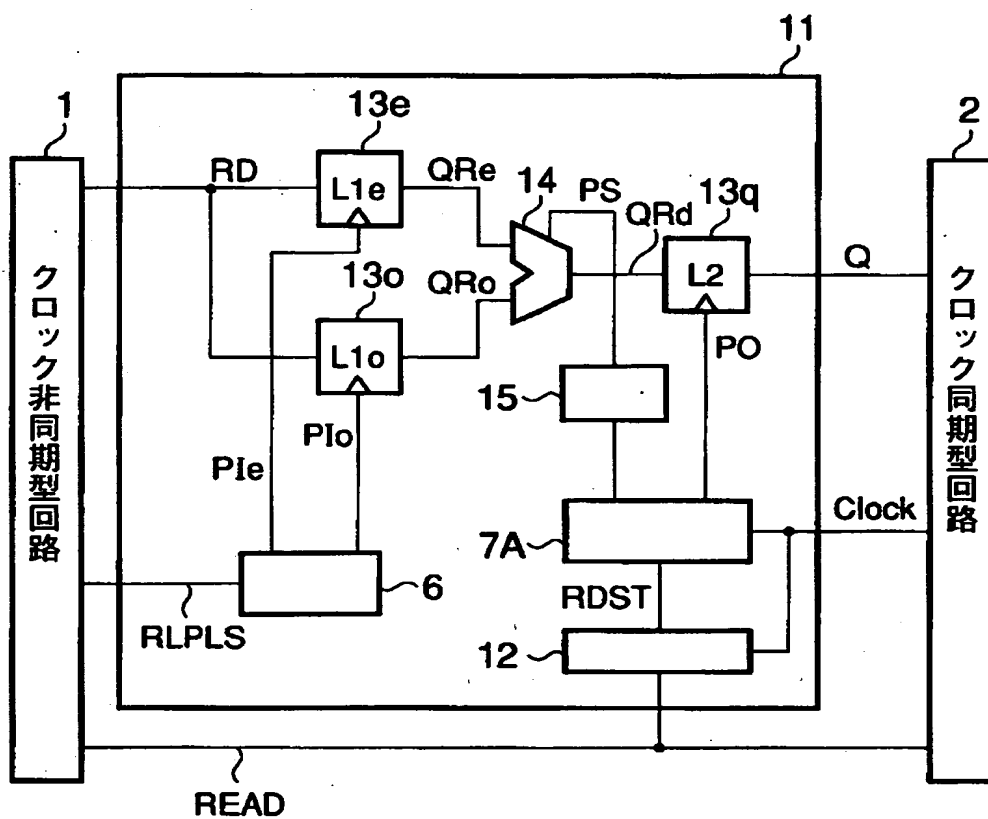 11
1
2
13e
RD
L1e
QRe
14
PS
13q
QRd
L2
Q
13o
QRo
L1o
PO
15
PIo
PIe
クロック非同期型回路
クロック同期型回路
Clock
7A
6
RDST
RLPLS
12
READ